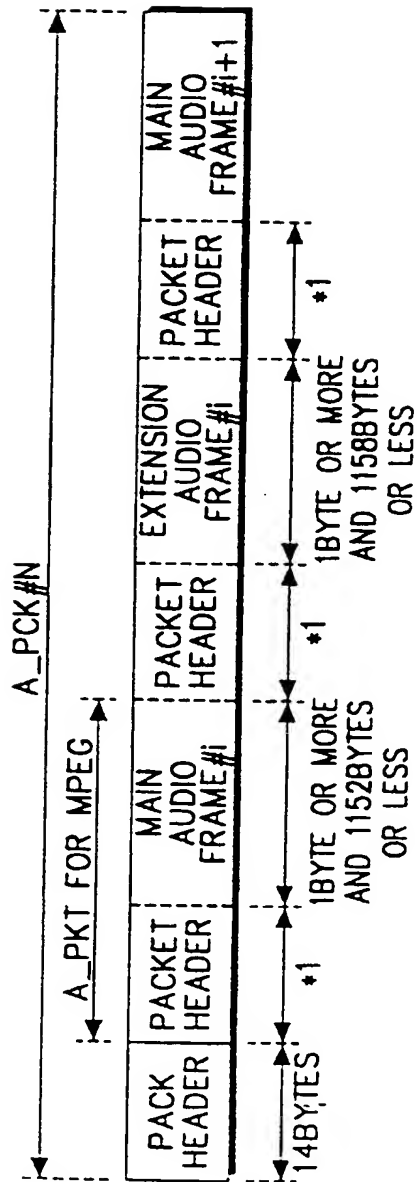 A_PCK#N
A_PKT FOR MPEG
PACK
HEADER
PACKET
HEADER
MAIN
AUDIO
FRAME#i
PACKET
HEADER
EXTENSION
AUDIO
FRAME#i
PACKET
HEADER
MAIN
AUDIO
FRAME#i+1
14BYTES
*1
1BYTE OR MORE
AND 1152BYTES
OR LESS
*1
1BYTE OR MORE
AND 1158BYTES
OR LESS
*1